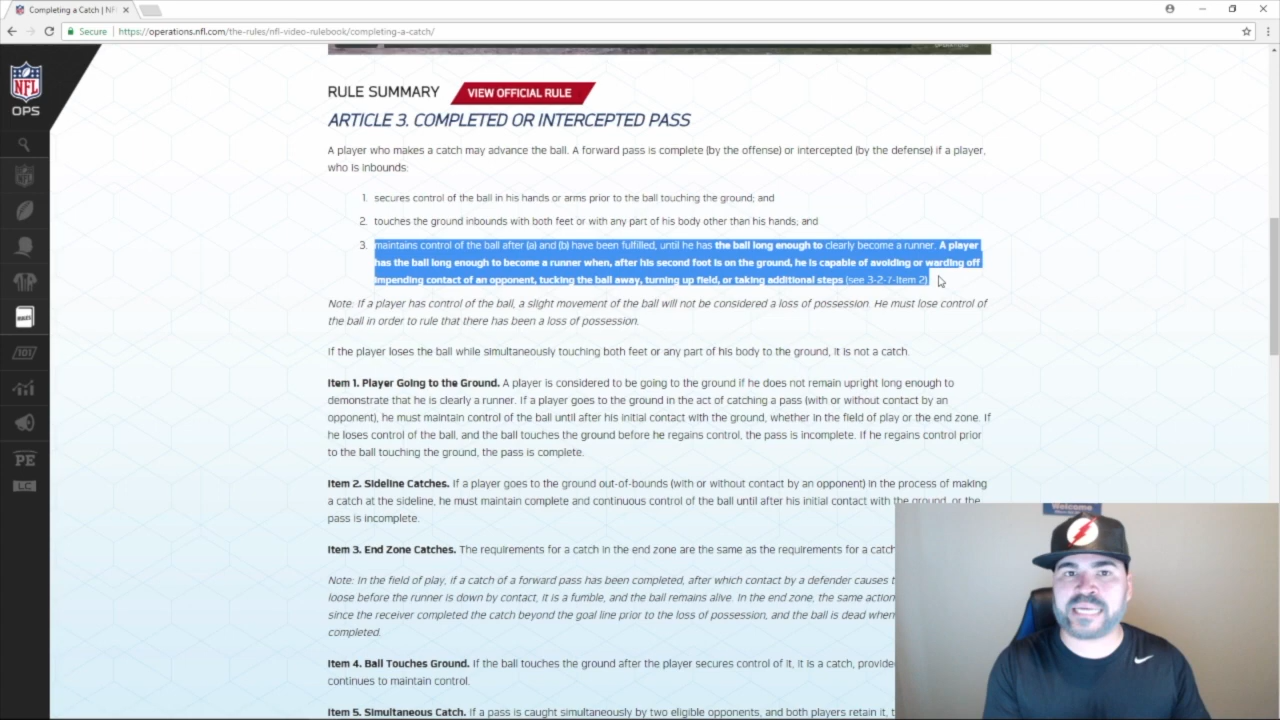 Completing a Catch | NF
Secure https://operations.nfl.com/the-rules/nfl-video-rulebook/completing-a-catch/
NFL
OPS
101
PE
LC
RULE SUMMARY VIEW OFFICIAL RULE
ARTICLE 3. COMPLETED OR INTERCEPTED PASS
A player who makes a catch may advance the ball. A forward pass is complete (by the offense) or intercepted (by the defense) if a player,
who is inbounds:
1. secures control of the ball in his hands or arms prior to the ball touching the ground; and
2. touches the ground inbounds with both feet or with any part of his body other than his hands; and
3. maintains control of the ball after (a) and (b) have been fulfilled, until he has the ball long enough to clearly become a runner. A player
has the ball long enough to become a runner when, after his second foot is on the ground, he is capable of avoiding or warding off
impending contact of an opponent, tucking the ball away, turning up field, or taking additional steps (see 3-2-7-Item 2).
Note: If a player has control of the ball, a slight movement of the ball will not be considered a loss of possession. He must lose control of
the ball in order to rule that there has been a loss of possession.
If the player loses the ball while simultaneously touching both feet or any part of his body to the ground, it is not a catch.
Item 1. Player Going to the Ground. A player is considered to be going to the ground if he does not remain upright long enough to
demonstrate that he is clearly a runner. If a player goes to the ground in the act of catching a pass (with or without contact by an
opponent), he must maintain control of the ball until after his initial contact with the ground, whether in the field of play or the end zone. If
he loses control of the ball, and the ball touches the ground before he regains control, the pass is incomplete. If he regains control prior
to the ball touching the ground, the pass is complete.
Item 2. Sideline Catches. If a player goes to the ground out-of-bounds (with or without contact by an opponent) in the process of making
a catch at the sideline, he must maintain complete and continuous control of the ball until after his initial contact with the ground, or the
pass is incomplete.
Item 3. End Zone Catches. The requirements for a catch in the end zone are the same as the requirements for a catch
Note: In the field of play, if a catch of a forward pass has been completed, after which contact by a defender causes t
loose before the runner is down by contact, it is a fumble, and the ball remains alive. In the end zone, the same action
since the receiver completed the catch beyond the goal line prior to the loss of possession, and the ball is dead when
completed.
Item 4. Ball Touches Ground. If the ball touches the ground after the player secures control of it, it is a catch, provide
continues to maintain control.
Item 5. Simultaneous Catch. If a pass is caught simultaneously by two eligible opponents, and both players retain it, t
Welcome